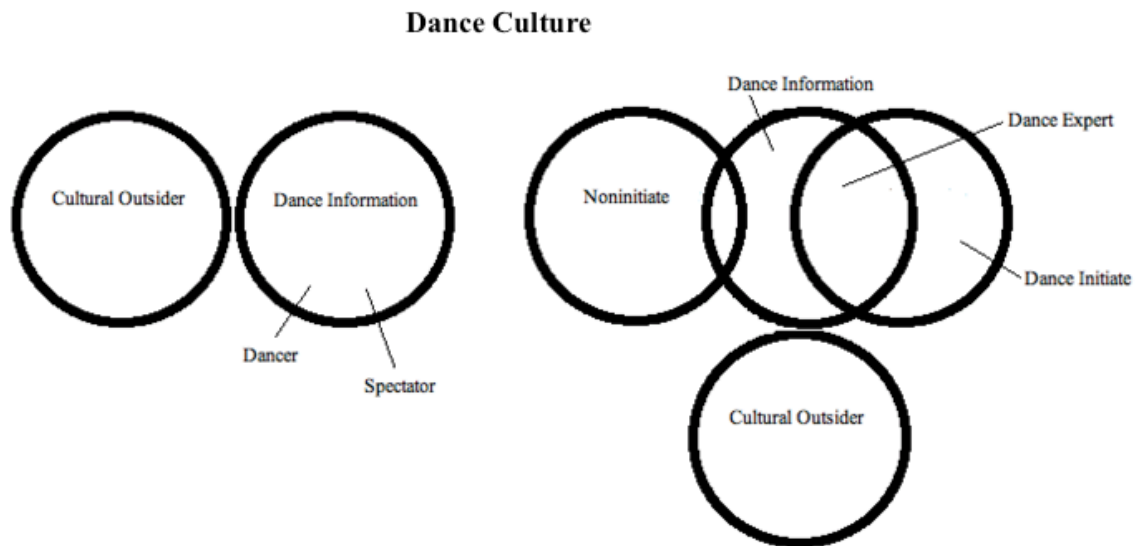 Dance Culture
Cultural Outsider
Dance Information
Dancer
Spectator
Dance Information
Noninitiate
Dance Expert
Dance Initiate
Cultural Outsider